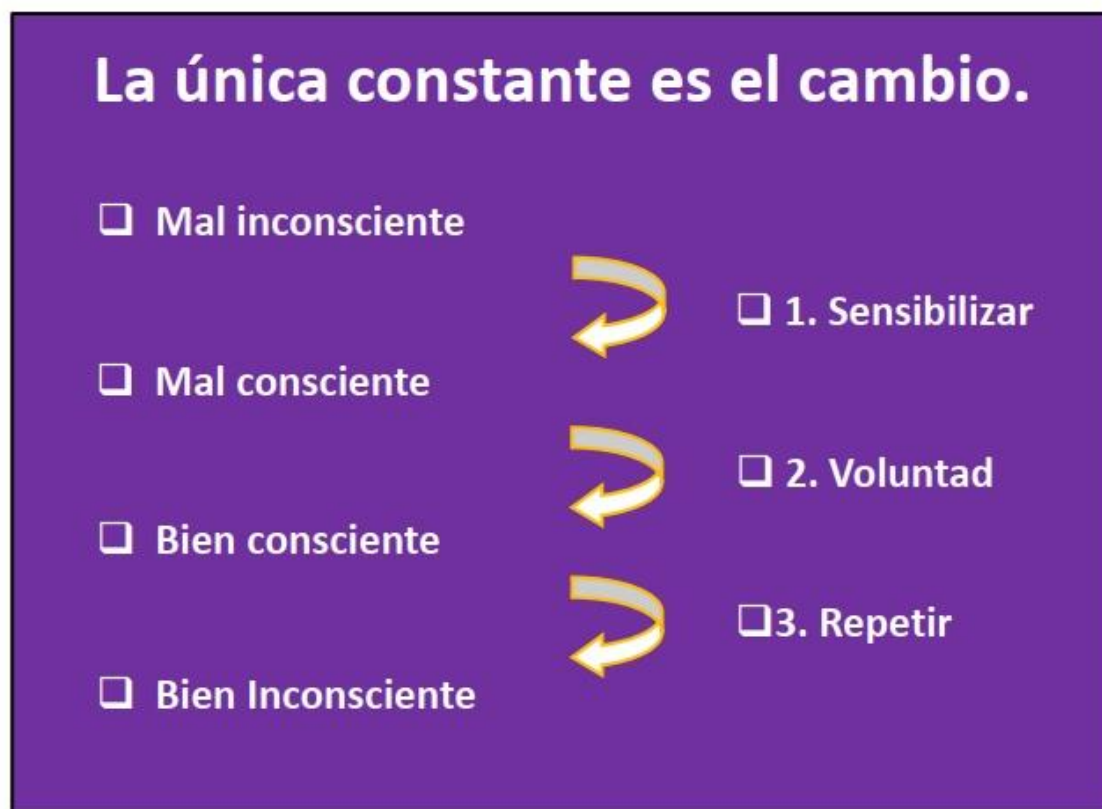 La única constante es el cambio.
❑ Mal inconsciente
❑ 1. Sensibilizar
❑ Mal consciente
❑ 2. Voluntad
❑ Bien consciente
❑3. Repetir
❑ Bien Inconsciente